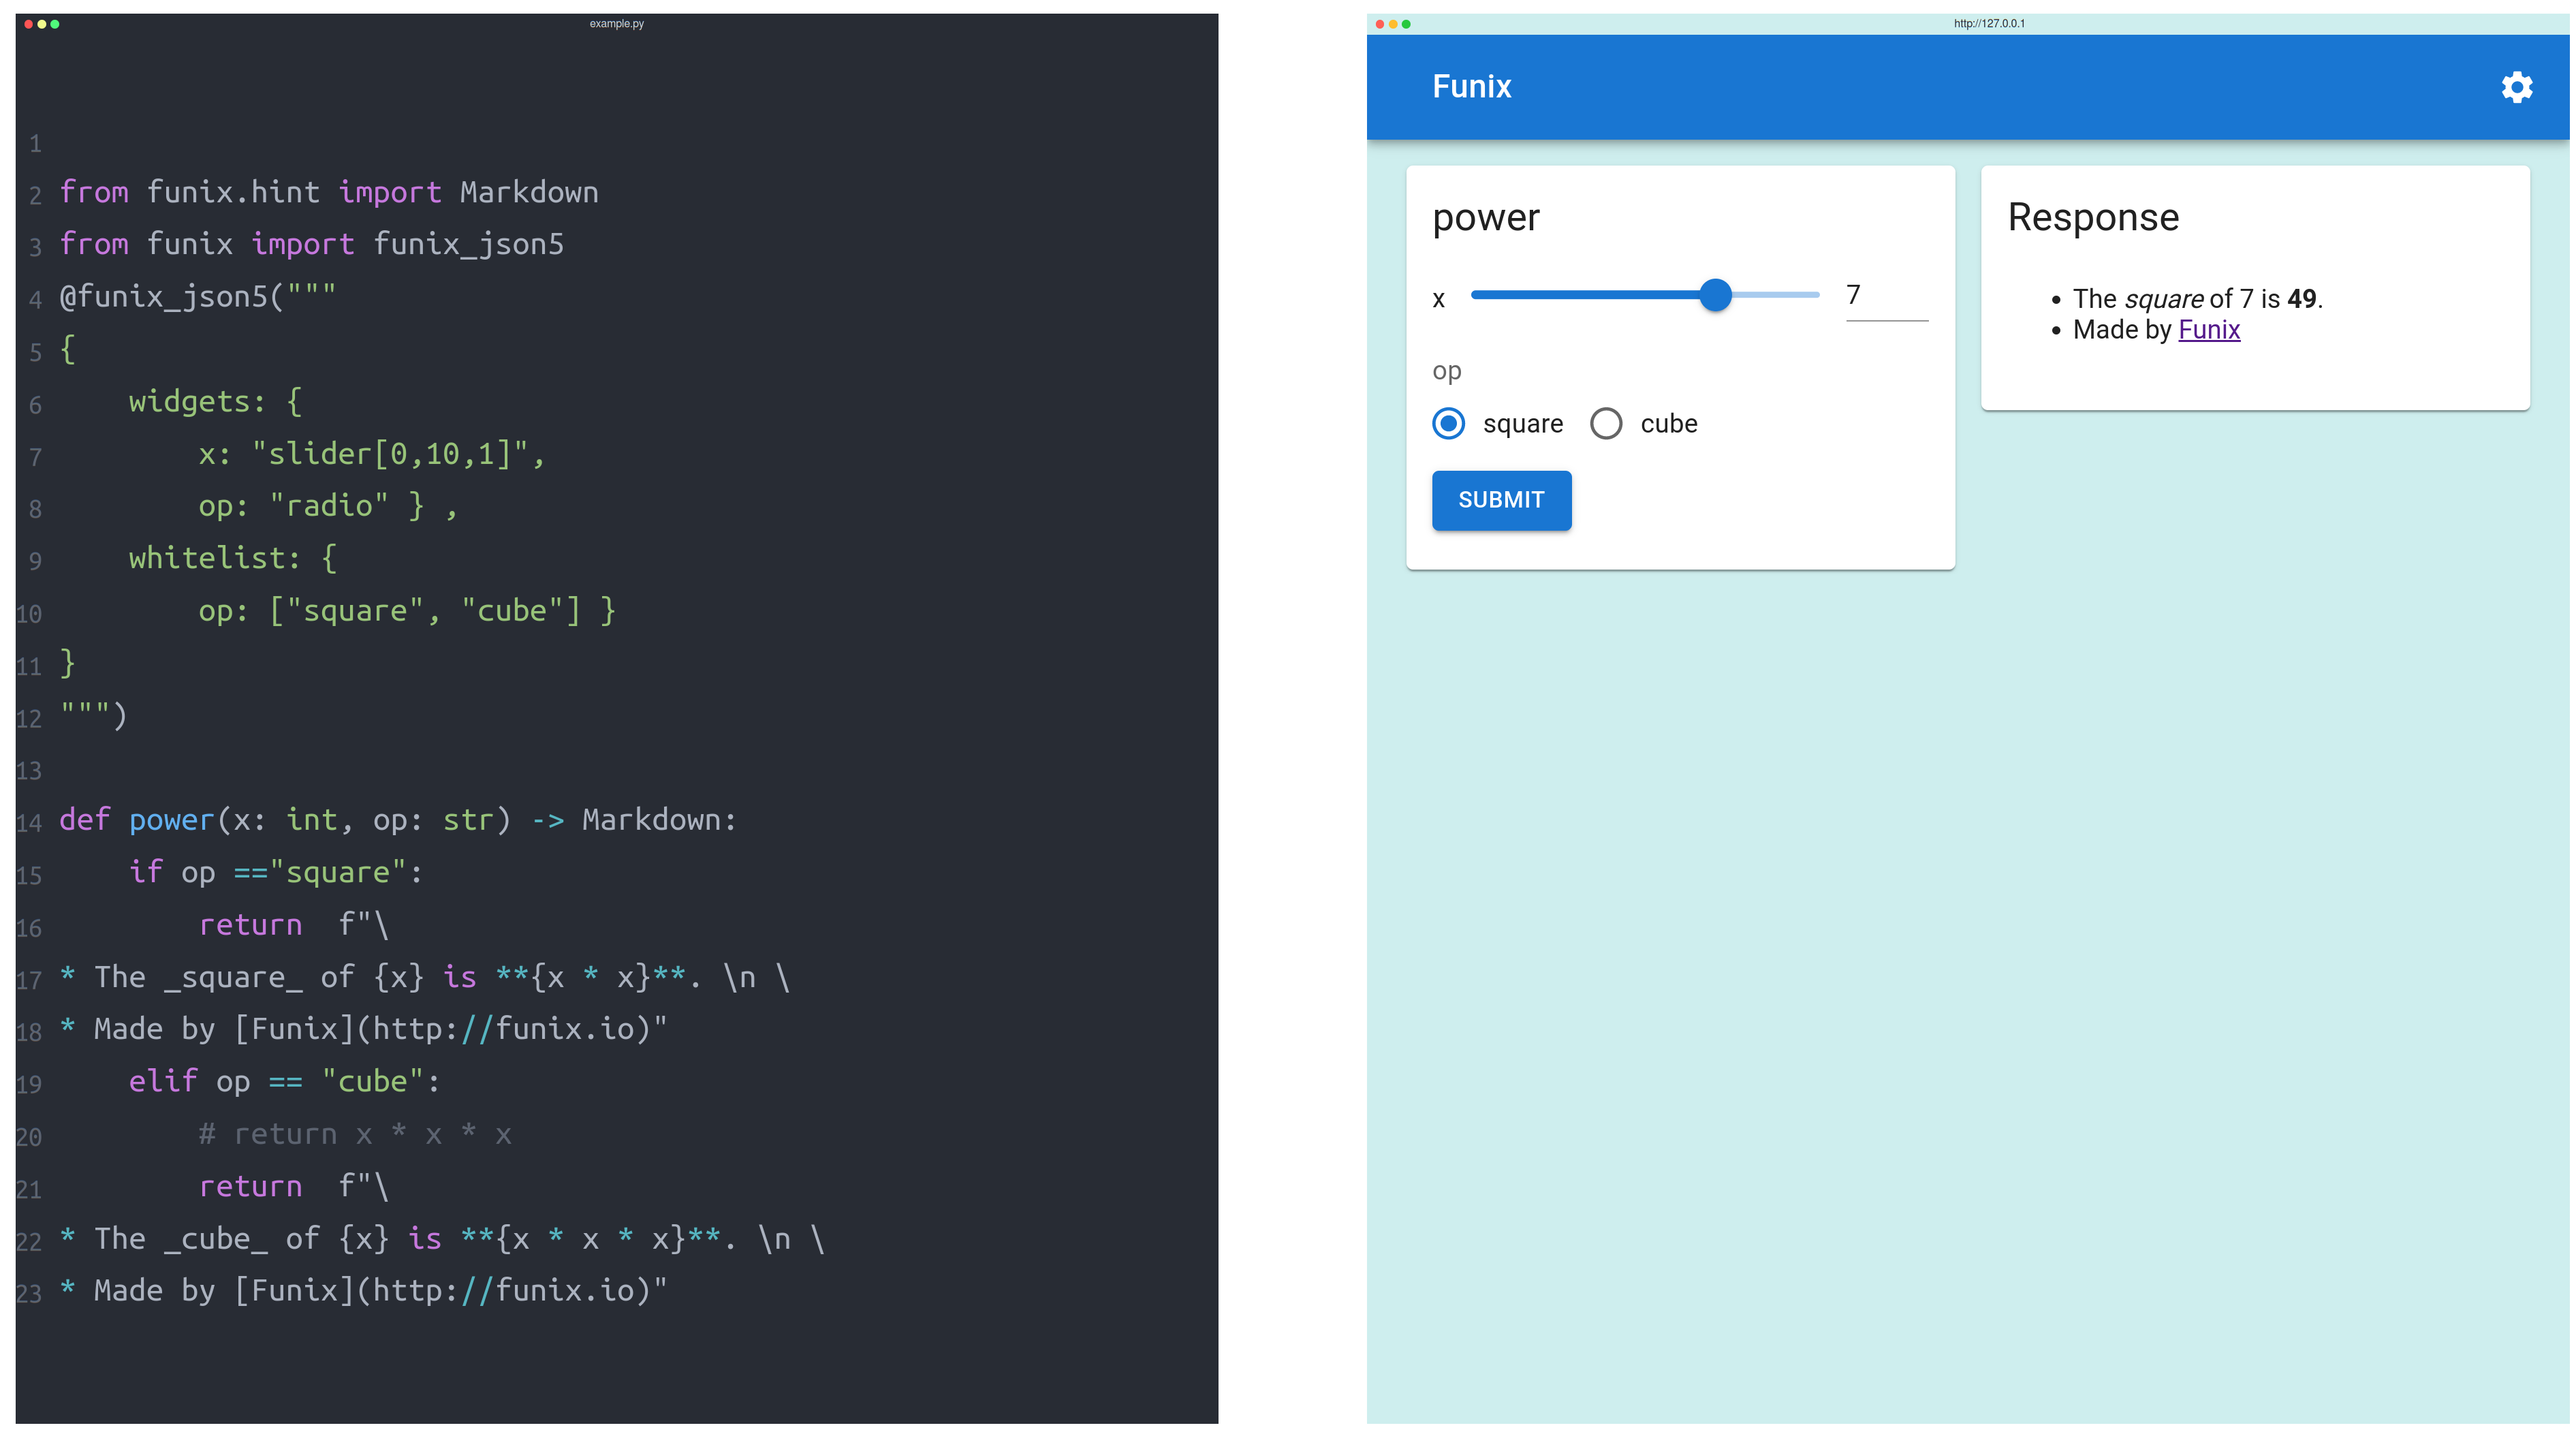 example.py
1
2 from funix.hint import Markdown
3 from funix import funix_json5
4 @funix_json5("""
5 {
6     widgets: {
7         x: "slider[0,10,1]",
8         op: "radio" } ,
9     whitelist: {
10         op: ["square", "cube"] }
11 }
12 """)
13
14 def power(x: int, op: str) -> Markdown:
15     if op =="square":
16         return  f"\
17 * The _square_ of {x} is **{x * x}**. \n \
18 * Made by [Funix](http://funix.io)"
19     elif op == "cube":
20         # return x * x * x
21         return  f"\
22 * The _cube_ of {x} is **{x * x * x}**. \n \
23 * Made by [Funix](http://funix.io)"
http://127.0.0.1
Funix
power
x 7
op
square cube
SUBMIT
Response
• The square of 7 is 49.
• Made by Funix